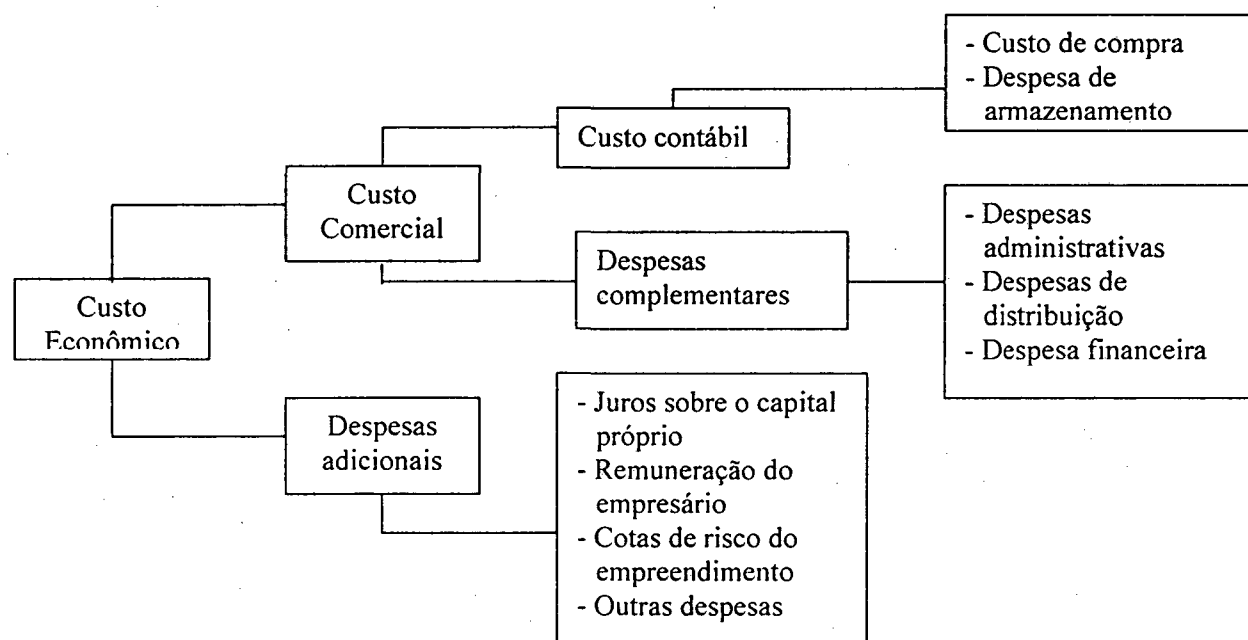 - Custo de compra
- Despesa de
armazenamento
Custo contábil
Custo
Comercial
- Despesas
administrativas
- Despesas de
distribuição
- Despesa financeira
Despesas
complementares
Custo
Econômico
- Juros sobre o capital
próprio
- Remuneração do
empresário
- Cotas de risco do
empreendimento
- Outras despesas
Despesas
adicionais